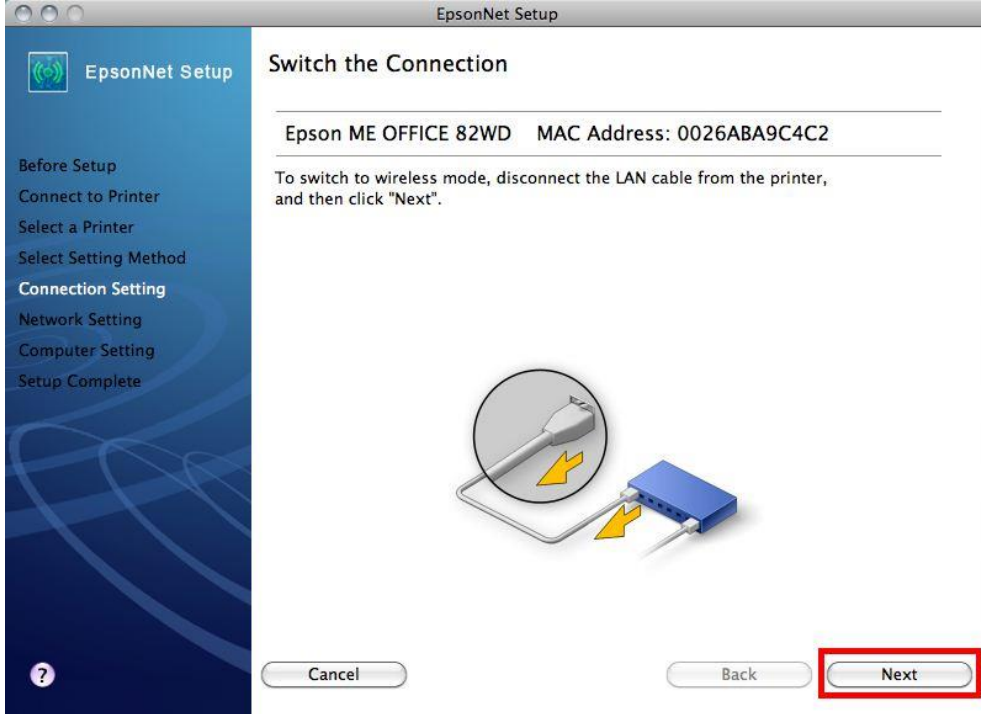 EpsonNet Setup
EpsonNet Setup
Before Setup
Connect to Printer
Select a Printer
Select Setting Method
Connection Setting
Network Setting
Computer Setting
Setup Complete
?
Switch the Connection
Epson ME OFFICE 82WD MAC Address: 0026ABA9C4C2
To switch to wireless mode, disconnect the LAN cable from the printer,
and then click "Next".
Cancel
Back
Next